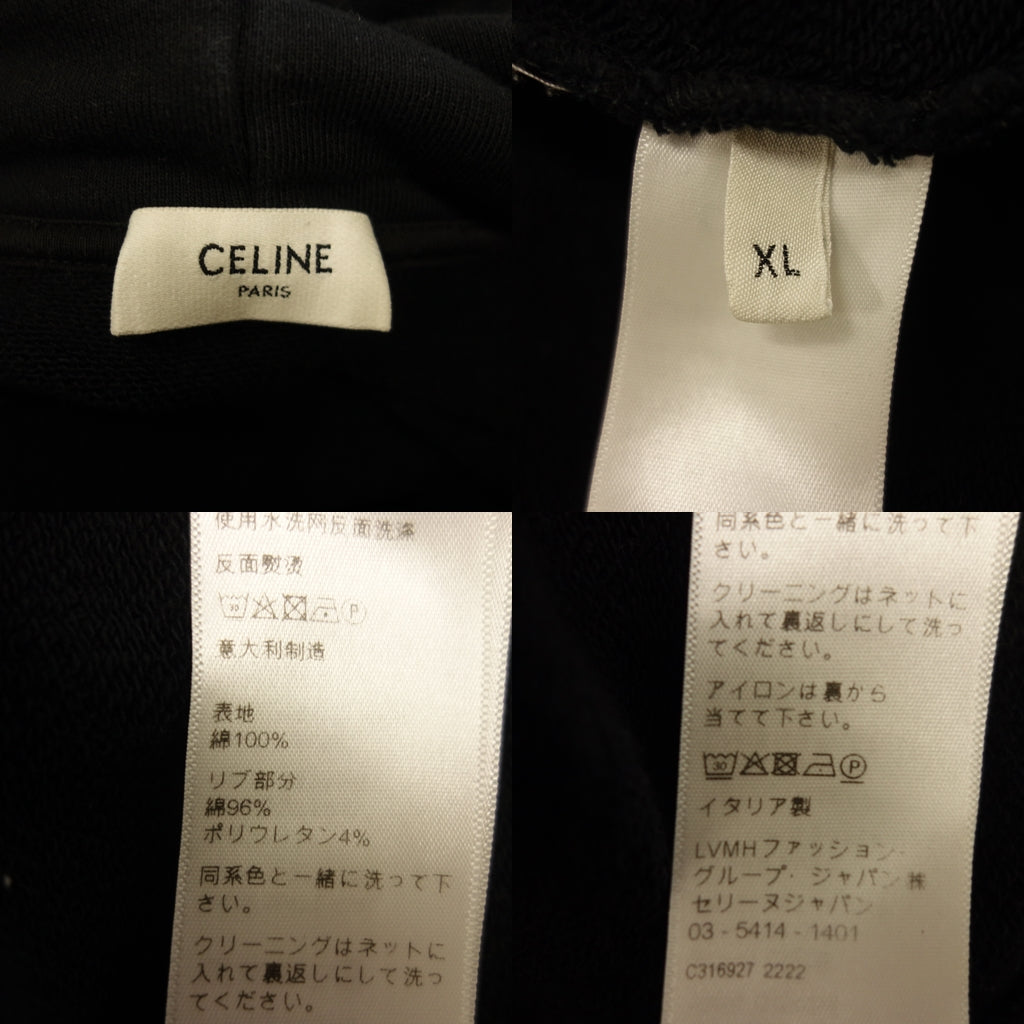 CELINE
PARIS
XL
使用水洗网反面洗涤
反面熨烫
30 P
意大利制造
表地
綿100%
リブ部分
綿96%
ポリウレタン4%
同系色と一緒に洗って下
さい。
クリーニングはネットに
入れて裏返しにして洗っ
てください。
同系色と一緒に洗って下
さい。
クリーニングはネットに
入れて裏返しにして洗っ
てください。
アイロンは裏から
当てて下さい。
30 P
イタリア製
LVMHファッション・
グループ・ジャパン株
セリーヌジャパン
03 - 5414 - 1401
C316927 2222